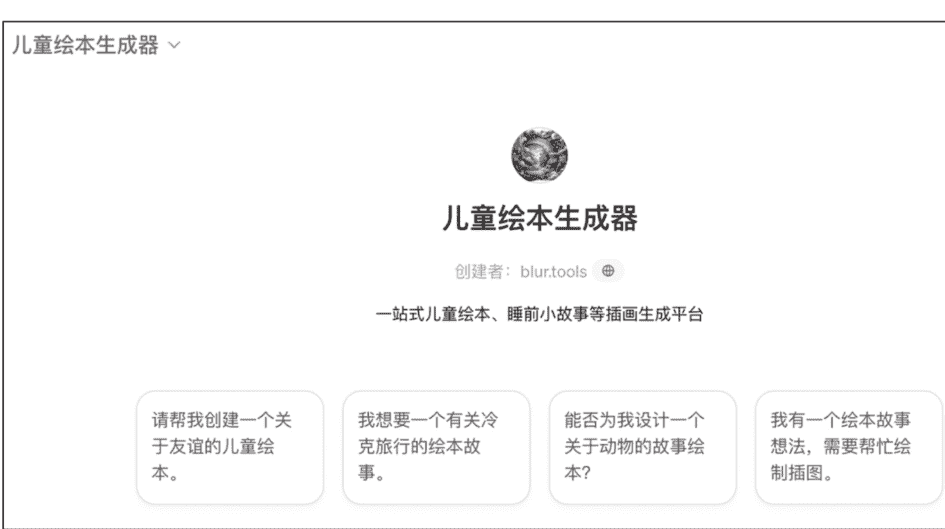 儿童绘本生成器
儿童绘本生成器
创建者：blur.tools
一站式儿童绘本、睡前小故事等插画生成平台
请帮我创建一个关
于友谊的儿童绘
本。
我想要一个有关冷
克旅行的绘本故
事。
能否为我设计一个
关于动物的故事绘
本?
我有一个绘本故事
想法，需要帮忙绘
制插图。